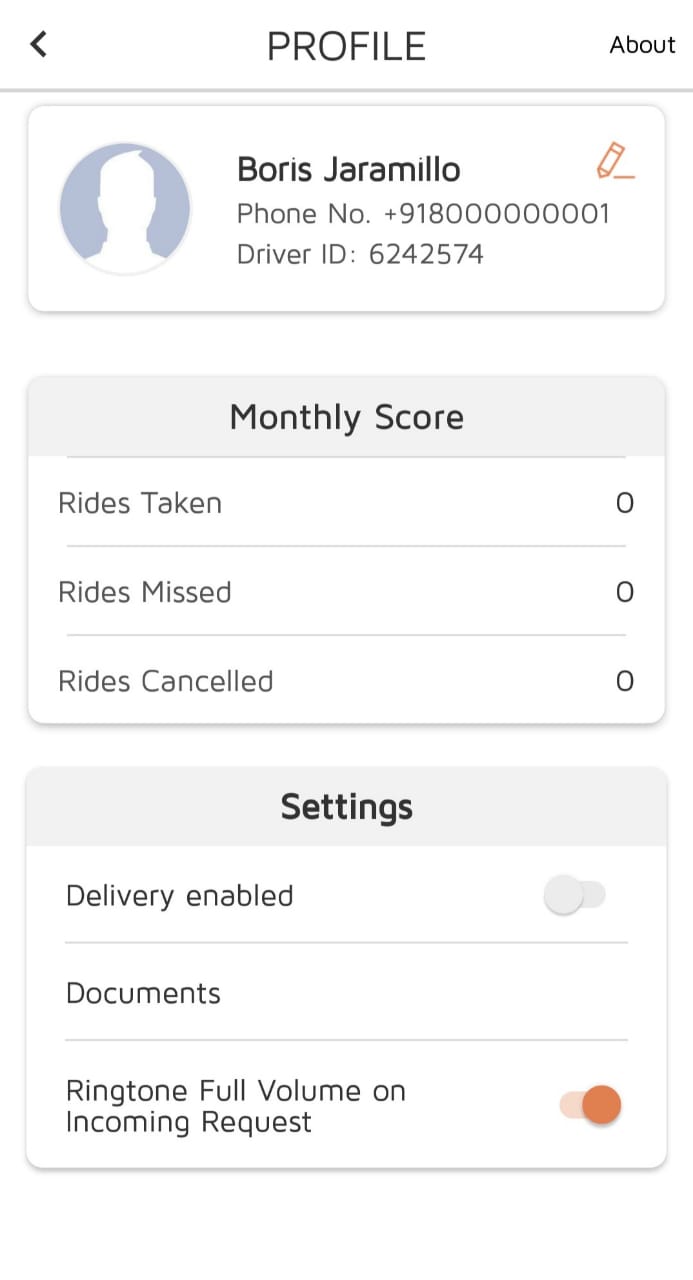 PROFILE
About
Boris Jaramillo
Phone No. +918000000001
Driver ID: 6242574
Monthly Score
Rides Taken 0
Rides Missed 0
Rides Cancelled 0
Settings
Delivery enabled
Documents
Ringtone Full Volume on
Incoming Request